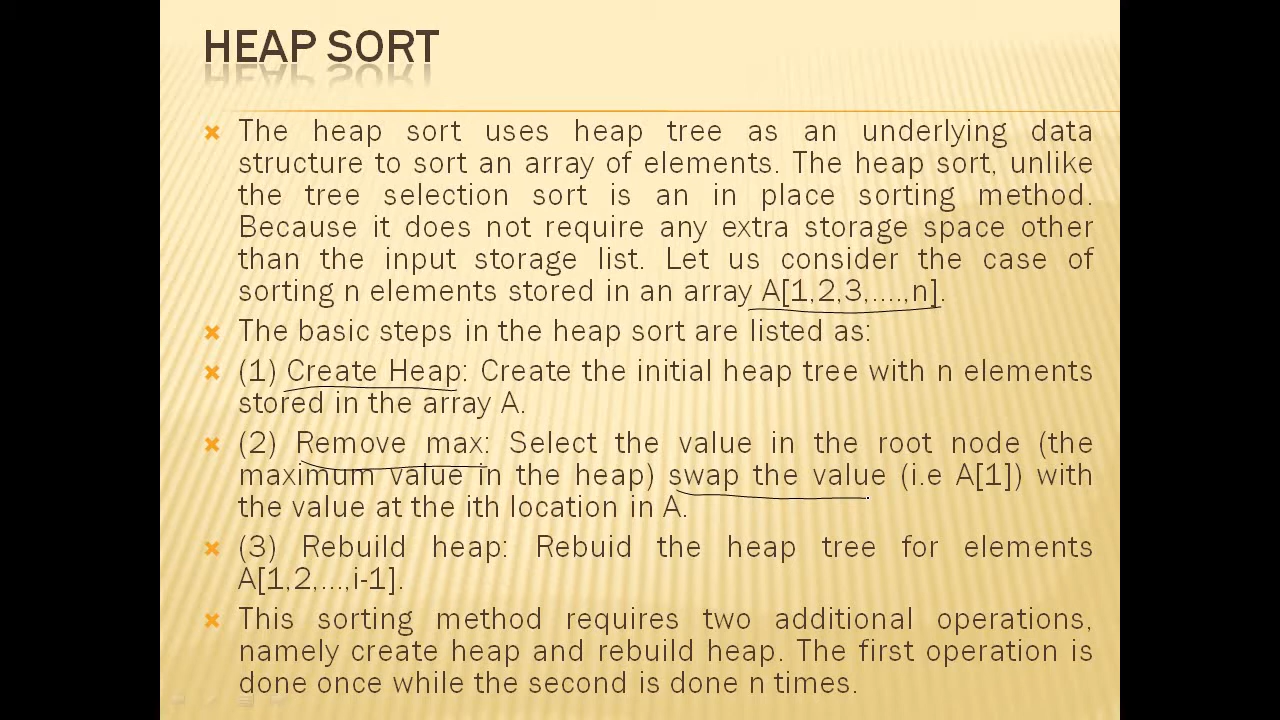 HEAP SORT
The heap sort uses heap tree as an underlying data
structure to sort an array of elements. The heap sort, unlike
the tree selection sort is an in place sorting method.
Because it does not require any extra storage space other
than the input storage list. Let us consider the case of
sorting n elements stored in an array A[1,2,3,....,n].
The basic steps in the heap sort are listed as:
(1) Create Heap: Create the initial heap tree with n elements
stored in the array A.
(2) Remove max: Select the value in the root node (the
maximum value in the heap) swap the value (i.e A[1]) with
the value at the ith location in A.
(3) Rebuild heap: Rebuid the heap tree for elements
A[1,2,...,i-1].
This sorting method requires two additional operations,
namely create heap and rebuild heap. The first operation is
done once while the second is done n times.